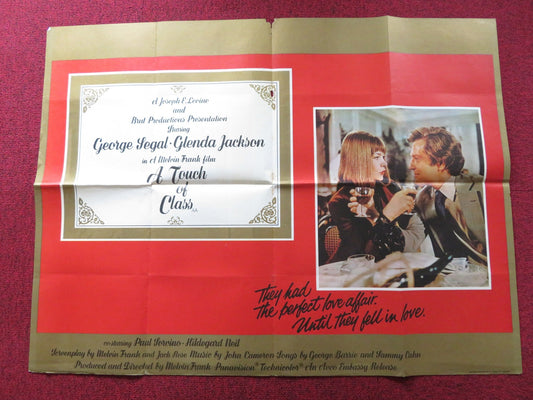 A Joseph E. Levine
and
Brut Productions Presentation
Starring
George Segal · Glenda Jackson
in A Melvin Frank film
A Touch
of
Class
They had
the perfect love affair.
Until they fell in love.
co-starring Paul Sorvino · Hildegard Neil
Screenplay by Melvin Frank and Jack Rose Music by John Cameron Songs by George Barrie and Sammy Cahn
Produced and Directed by Melvin Frank · Panavision® Technicolor® An Avco Embassy Release